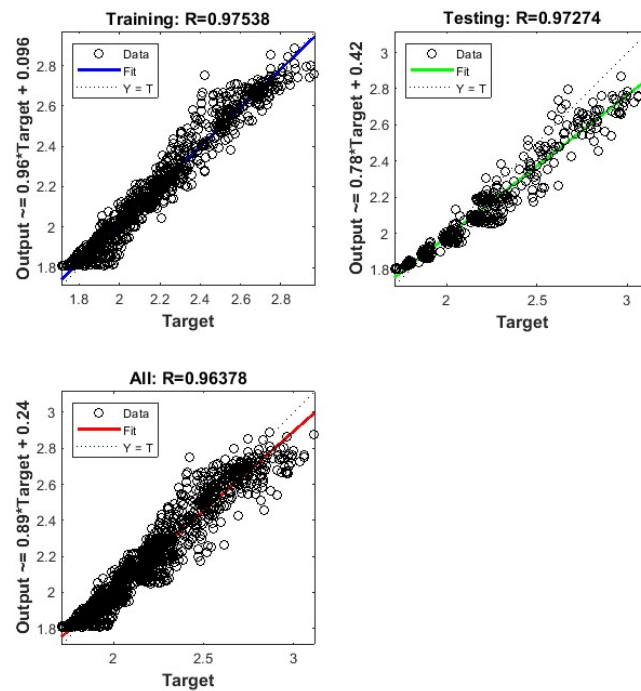 Training: R=0.97538
Output ~= 0.96*Target + 0.096
2.8
2.6
2.4
2.2
2
1.8
Data
Fit
Y = T
1.8 2 2.2 2.4 2.6 2.8
Target
Testing: R=0.97274
Output ~= 0.78*Target + 0.42
3
2.8
2.6
2.4
2.2
2
1.8
Data
Fit
Y = T
2 2.5 3
Target
All: R=0.96378
Output ~= 0.89*Target + 0.24
3
2.8
2.6
2.4
2.2
2
1.8
Data
Fit
Y = T
2 2.5 3
Target